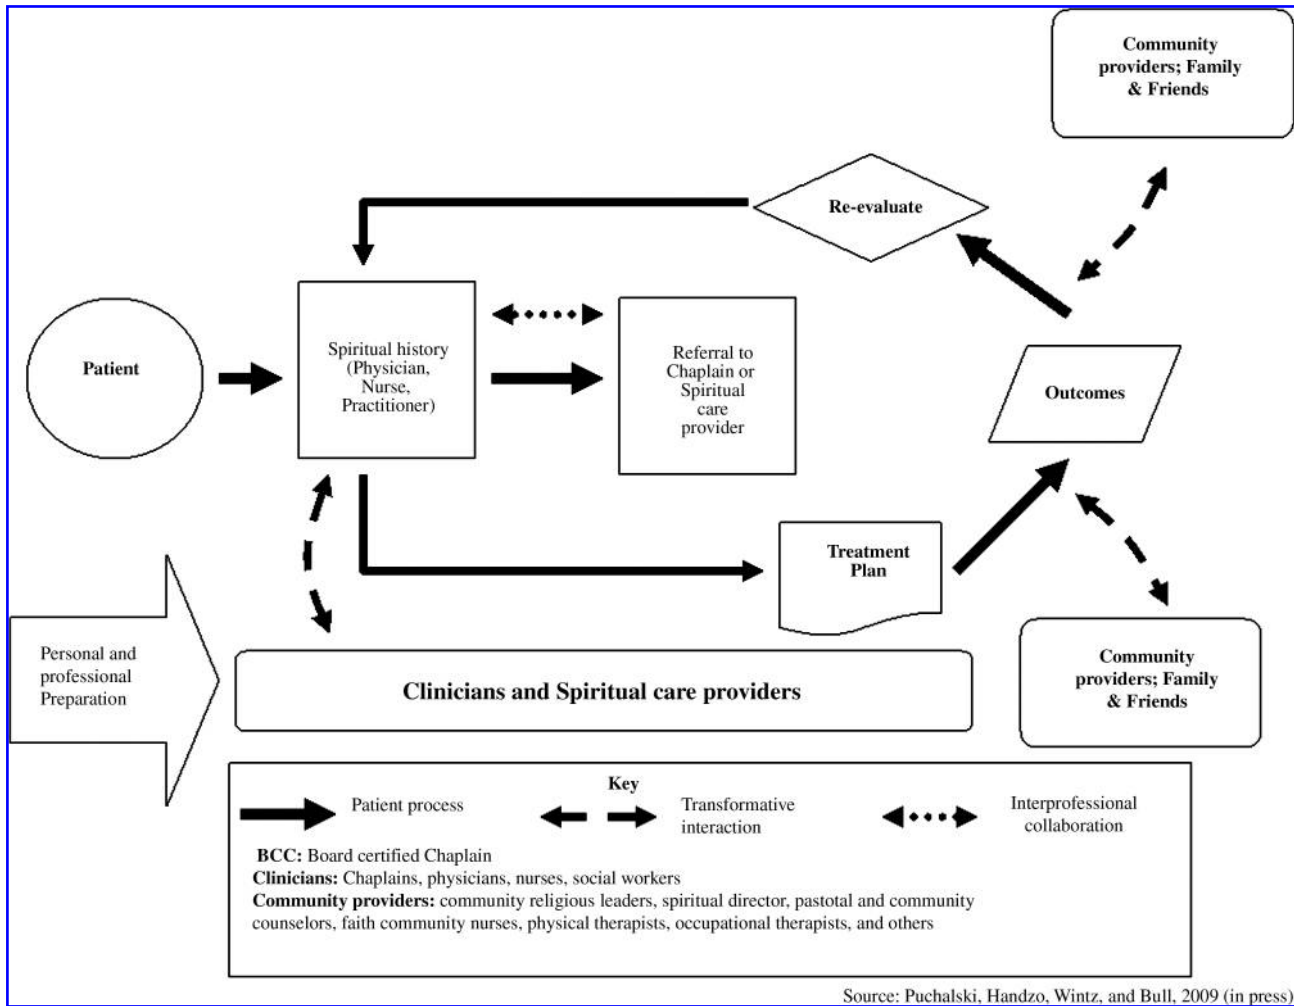 Community
providers; Family
& Friends
Re-evaluate
Patient
Spiritual history
(Physician,
Nurse,
Practitioner)
Referral to
Chaplain or
Spiritual
care
provider
Outcomes
Treatment
Plan
Personal and
professional
Preparation
Clinicians and Spiritual care providers
Community
providers; Family
& Friends
Key
Patient process
Transformative
interaction
Interprofessional
collaboration
BCC: Board certified Chaplain
Clinicians: Chaplains, physicians, nurses, social workers
Community providers: community religious leaders, spiritual director, pastotal and community
counselors, faith community nurses, physical therapists, occupational therapists, and others
Source: Puchalski, Handzo, Wintz, and Bull, 2009 (in press)